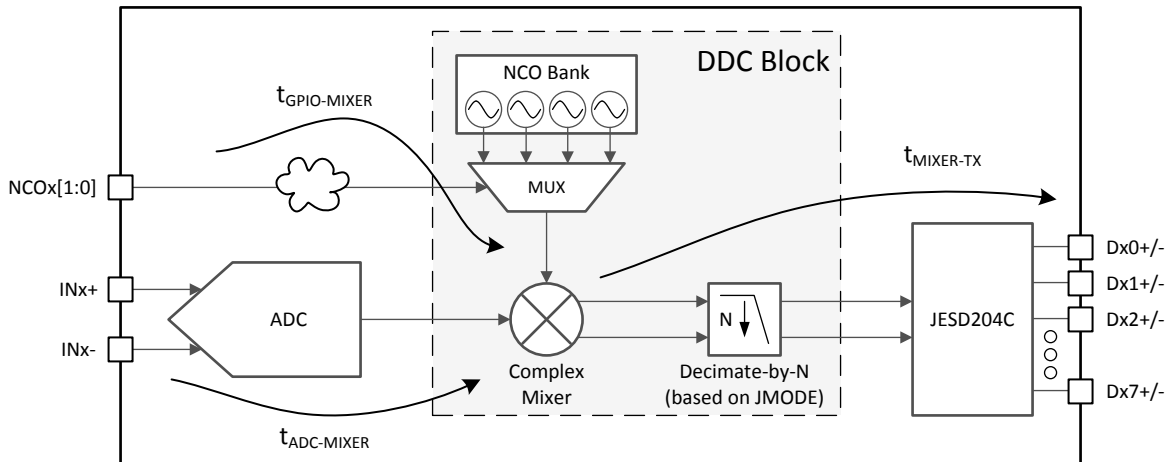 NCO Bank
DDC Block
tGPIO-MIXER
tMIXER-TX
NCOx[1:0]
MUX
Dx0+/-
INx+
Dx1+/-
ADC
N
JESD204C
Dx2+/-
INx-
Complex
Mixer
Decimate-by-N
(based on JMODE)
Dx7+/-
tADC-MIXER